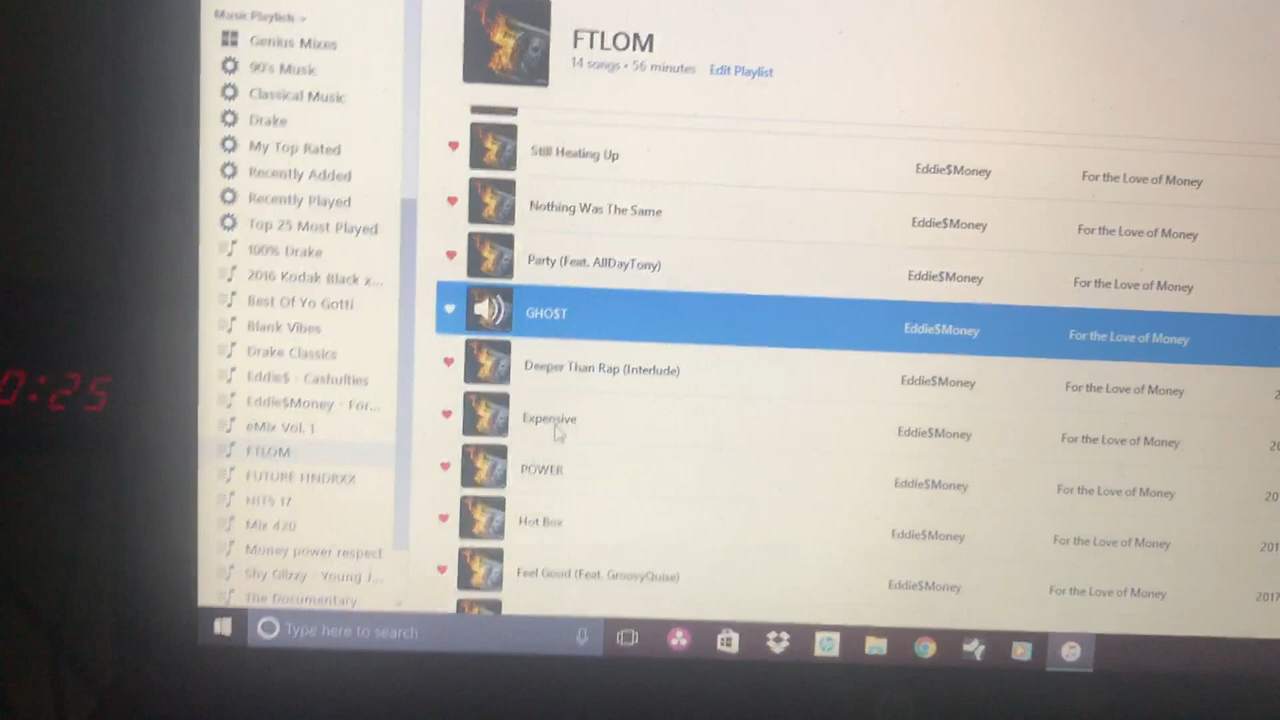 Music Playlists
Genius Mixes
90's Music
Classical Music
Drake
My Top Rated
Recently Added
Recently Played
Top 25 Most Played
100% Drake
2016 Kodak Black x...
Best Of Yo Gotti
Blank Vibes
Drake Classics
Eddie$ - Cashulties
Eddie$Money - For...
eMix Vol. 1
FTLOM
FUTURE HNDRXX
HITS 17
Mix 420
Money power respect
Shy Glizzy - Young J...
The Documentary
FTLOM
14 songs • 56 minutes Edit Playlist
Still Heating Up Eddie$Money For the Love of Money
Nothing Was The Same Eddie$Money For the Love of Money
Party (Feat. AllDayTony) Eddie$Money For the Love of Money
GHO$T Eddie$Money For the Love of Money
Deeper Than Rap (Interlude) Eddie$Money For the Love of Money 2
Expensive Eddie$Money For the Love of Money 20
POWER Eddie$Money For the Love of Money 20
Hot Box Eddie$Money For the Love of Money 201
Feel Good (Feat. GroovyQuise) Eddie$Money For the Love of Money 2017
Type here to search
0:25